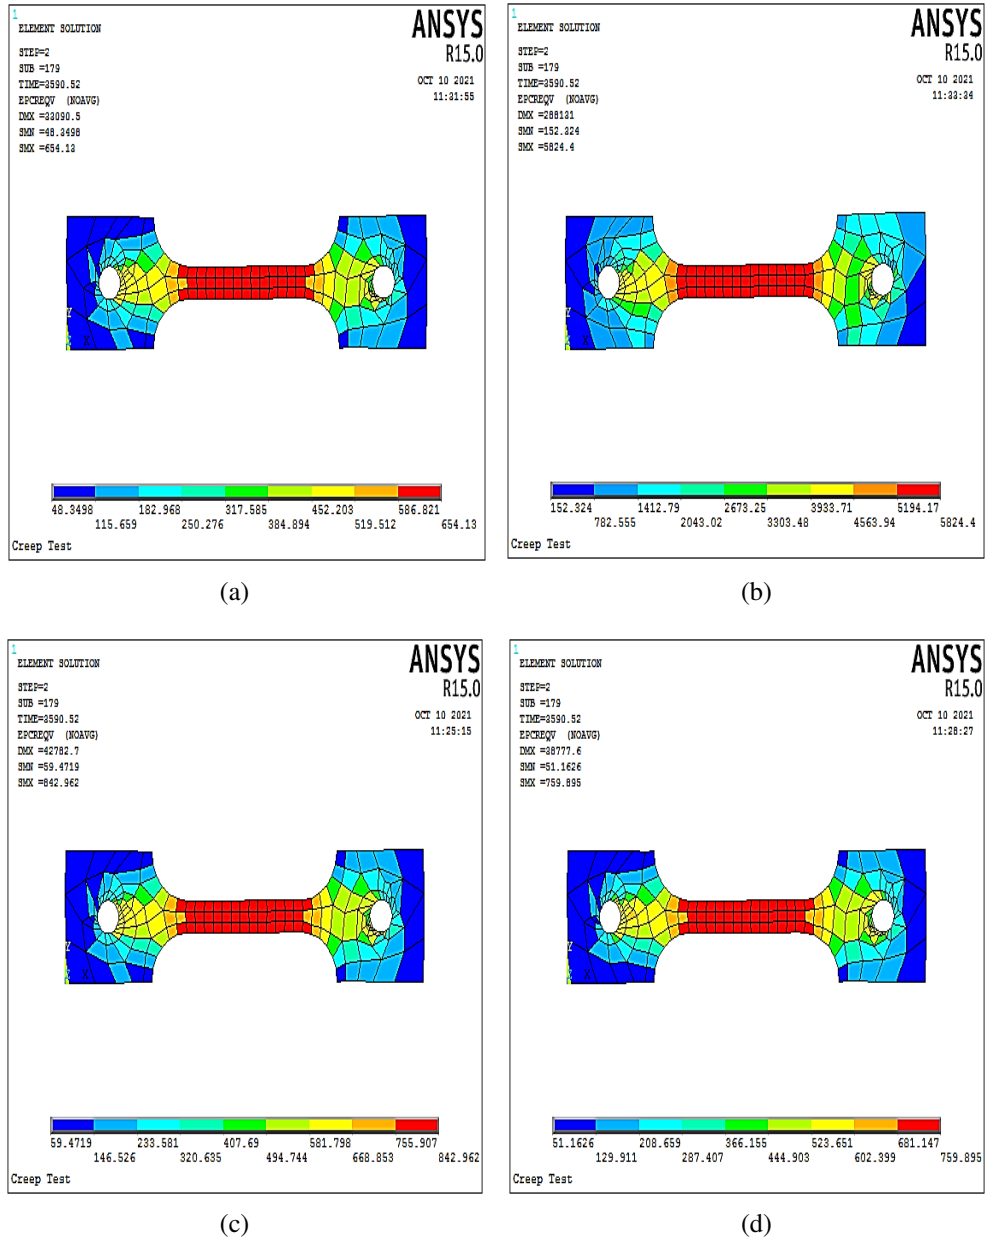 1
ELEMENT SOLUTION
STEP=2
SUB =179
TIME=3590.52
EPCREQV (NOAVG)
DMX =33090.5
SMN =48.3498
SMX =654.13
ANSYS
R15.0
OCT 10 2021
11:31:55
Z
X
48.3498 182.968 317.585 452.203 586.821
115.659 250.276 384.894 519.512 654.13
Creep Test
(a)
1
ELEMENT SOLUTION
STEP=2
SUB =179
TIME=3590.52
EPCREQV (NOAVG)
DMX =288131
SMN =152.324
SMX =5824.4
ANSYS
R15.0
OCT 10 2021
11:33:34
Z
X
152.324 1412.79 2673.25 3933.71 5194.17
782.555 2043.02 3303.48 4563.94 5824.4
Creep Test
(b)
1
ELEMENT SOLUTION
STEP=2
SUB =179
TIME=3590.52
EPCREQV (NOAVG)
DMX =42782.7
SMN =59.4719
SMX =842.962
ANSYS
R15.0
OCT 10 2021
11:25:15
Z
X
59.4719 233.581 407.69 581.798 755.907
146.526 320.635 494.744 668.853 842.962
Creep Test
(c)
1
ELEMENT SOLUTION
STEP=2
SUB =179
TIME=3590.52
EPCREQV (NOAVG)
DMX =38777.6
SMN =51.1626
SMX =759.895
ANSYS
R15.0
OCT 10 2021
11:28:27
Z
X
51.1626 208.659 366.155 523.651 681.147
129.911 287.407 444.903 602.399 759.895
Creep Test
(d)